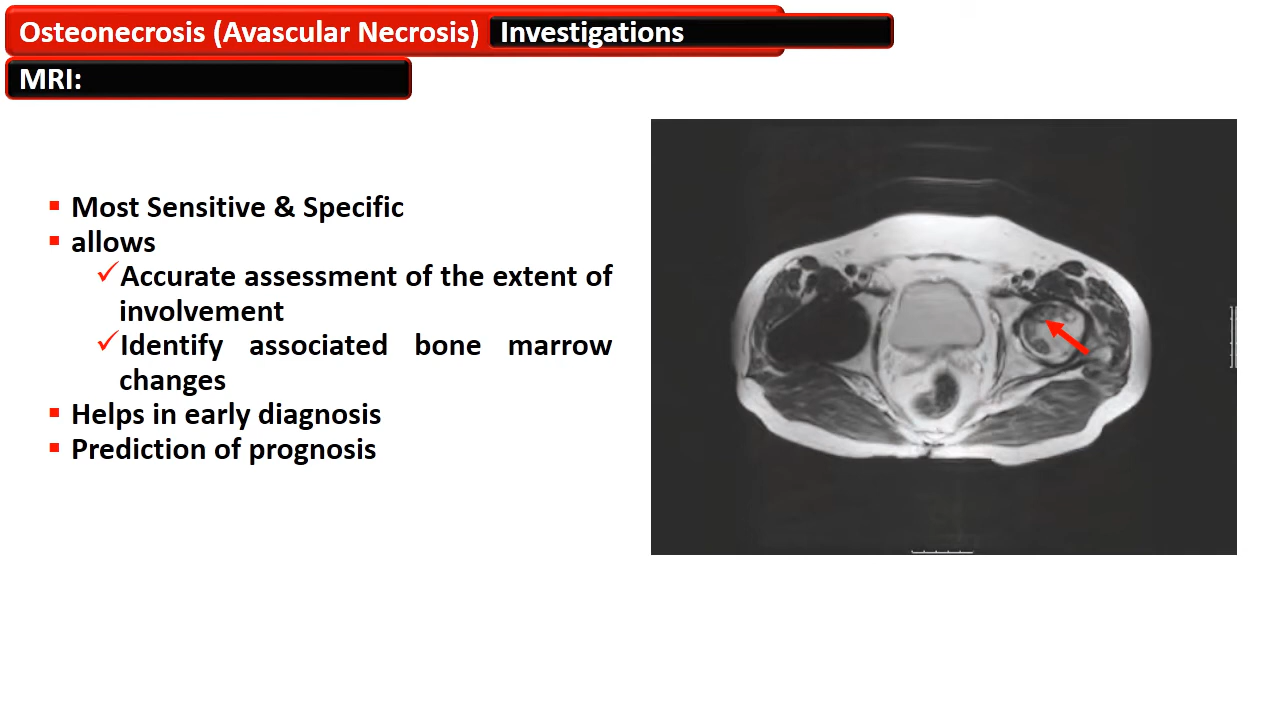 Osteonecrosis (Avascular Necrosis) Investigations
MRI:
Most Sensitive & Specific
allows
Accurate assessment of the extent of
involvement
Identify associated bone marrow
changes
Helps in early diagnosis
Prediction of prognosis